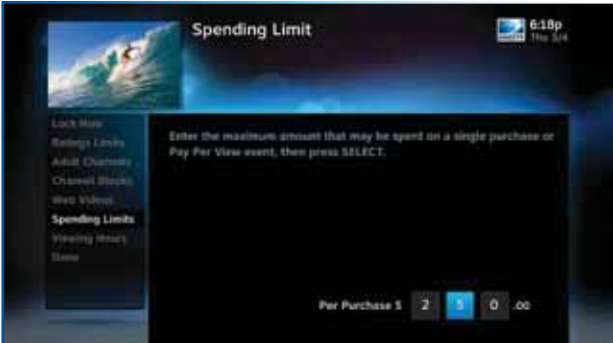 Spending Limit
6:18p
Thu 3/4
Lock Now
Ratings Limits
Adult Channels
Channel Blocks
Web Videos
Spending Limits
Viewing Hours
Done
Enter the maximum amount that may be spent on a single purchase or
Pay Per View event, then press SELECT.
Per Purchase $ 2 5 0 .00